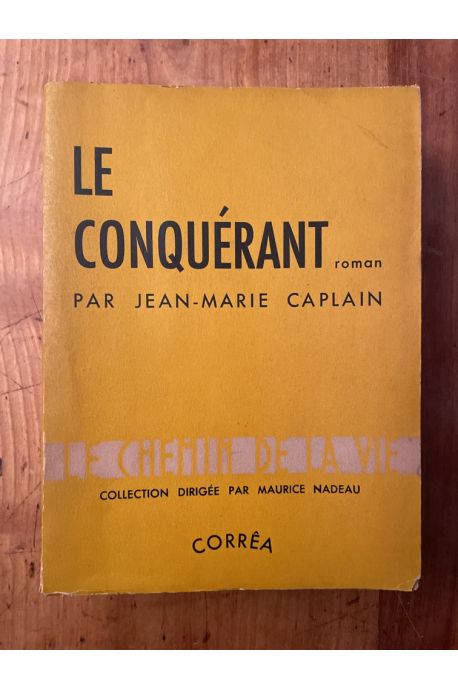 LE
CONQUÉRANT roman
PAR JEAN-MARIE CAPLAIN
LE CHEMIN DE LA VIE
COLLECTION DIRIGÉE PAR MAURICE NADEAU
CORRÊA